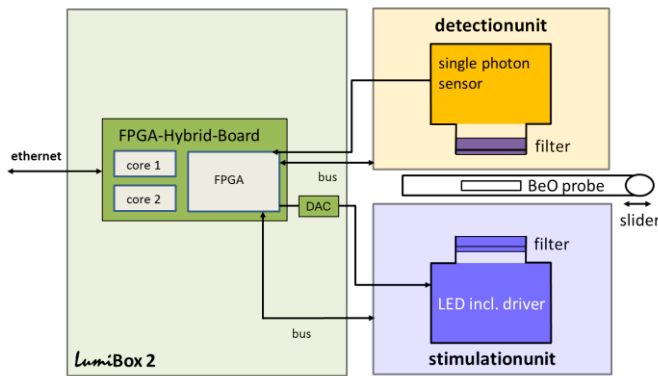 detectionunit
single photon
sensor
filter
FPGA-Hybrid-Board
core 1
core 2
FPGA
ethernet
bus
DAC
BeO probe
slider
filter
LED incl. driver
bus
LumiBox 2
stimulationunit